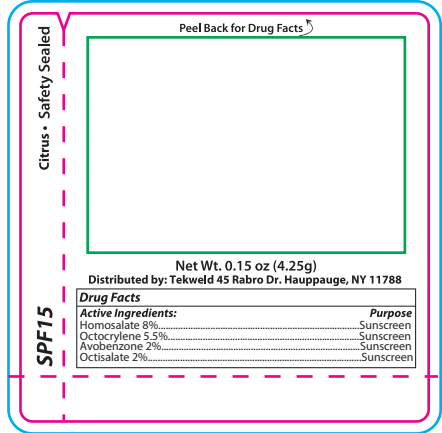 Peel Back for Drug Facts
Citrus • Safety Sealed
SPF15
Net Wt. 0.15 oz (4.25g)
Distributed by: Tekweld 45 Rabro Dr. Hauppauge, NY 11788
Drug Facts
Active Ingredients: Purpose
Homosalate 8%..........................................................Sunscreen
Octocrylene 5.5%.......................................................Sunscreen
Avobenzone 2%..........................................................Sunscreen
Octisalate 2%..............................................................Sunscreen